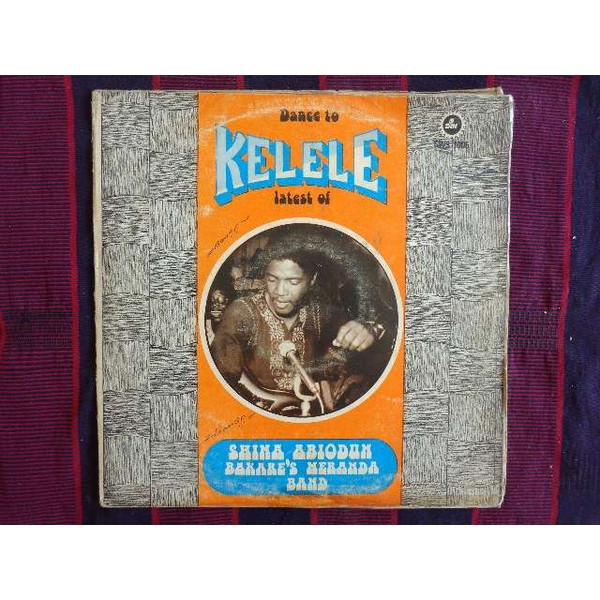 Dance to
KELELE
latest of
SHINA ABIODUN
BAKARE'S MERANDA
BAND